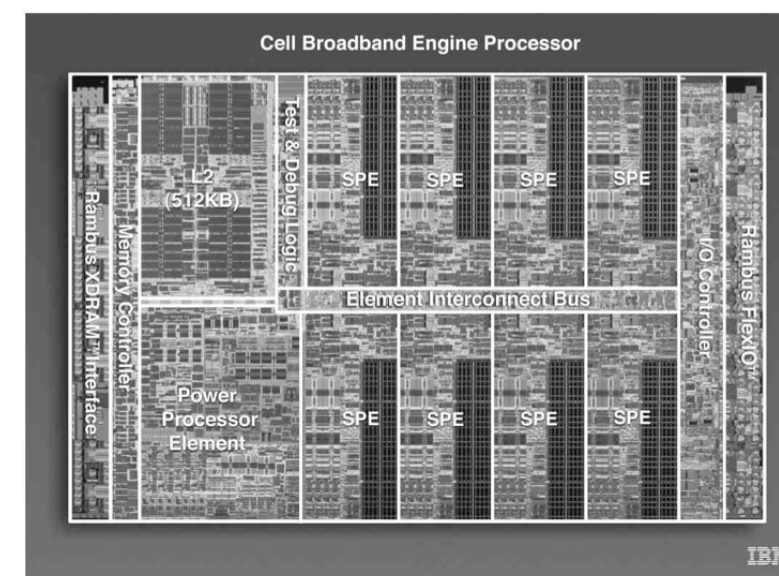 Cell Broadband Engine Processor
Rambus XDRAM™ Interface
Memory Controller
L2
(512KB)
Test & Debug Logic
SPE
SPE
SPE
SPE
I/O Controller
Rambus FlexIO™
Element Interconnect Bus
Power
Processor
Element
SPE
SPE
SPE
SPE
IBM